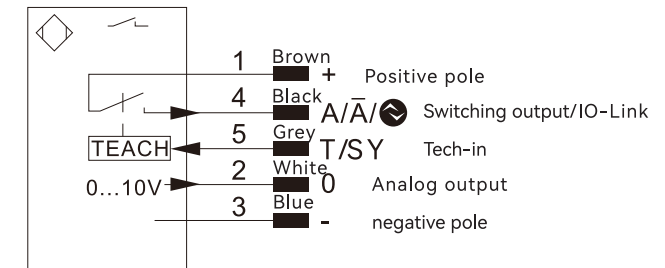 1 Brown + Positive pole
4 Black A/A̅/ Switching output/IO-Link
TEACH 5 Grey T/SY Tech-in
0...10V 2 White 0 Analog output
3 Blue - negative pole